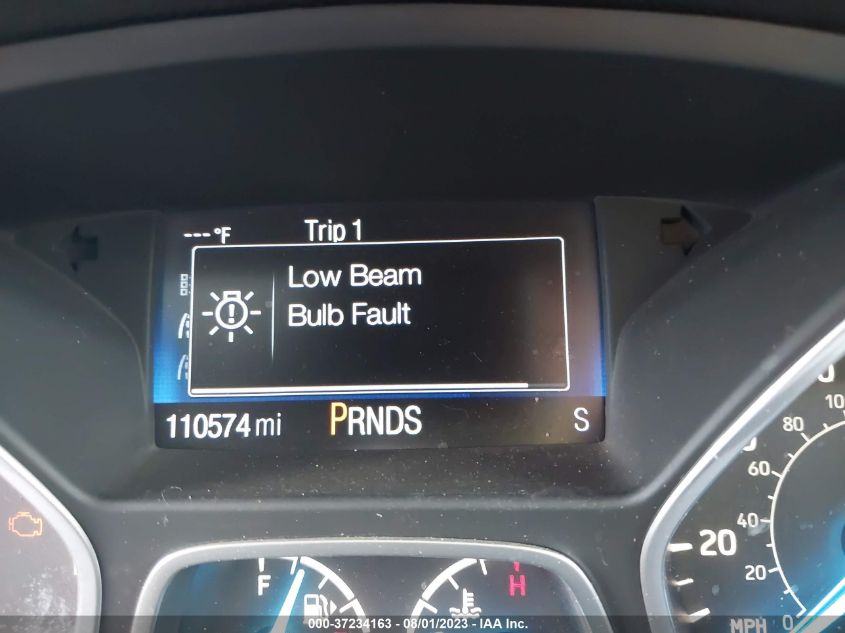 ---°F Trip 1
Low Beam
Bulb Fault
110574 mi PRNDS S
80
60
40
20
20
0
MPH
F
H
000-37234163 - 08/01/2023 - IAA Inc.